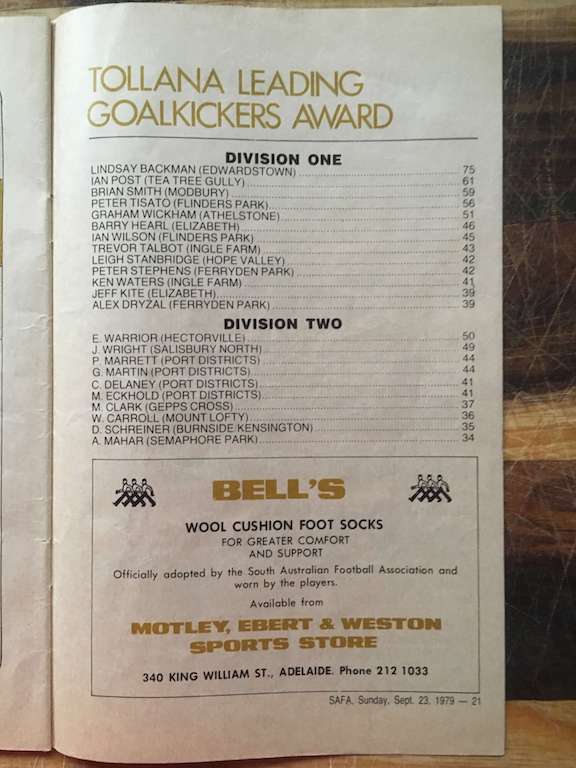 TOLLANA LEADING
GOALKICKERS AWARD
DIVISION ONE
LINDSAY BACKMAN (EDWARDSTOWN) 75
IAN POST (TEA TREE GULLY) 61
BRIAN SMITH (MODBURY) 59
PETER TISATO (FLINDERS PARK) 56
GRAHAM WICKHAM (ATHELSTONE) 51
BARRY HEARL (ELIZABETH) 46
IAN WILSON (FLINDERS PARK) 45
TREVOR TALBOT (INGLE FARM) 43
LEIGH STANBRIDGE (HOPE VALLEY) 42
PETER STEPHENS (FERRYDEN PARK) 42
KEN WATERS (INGLE FARM) 41
JEFF KITE (ELIZABETH) 39
ALEX DRYZAL (FERRYDEN PARK) 39
DIVISION TWO
E. WARRIOR (HECTORVILLE) 50
J. WRIGHT (SALISBURY NORTH) 49
P. MARRETT (PORT DISTRICTS) 44
G. MARTIN (PORT DISTRICTS) 44
C. DELANEY (PORT DISTRICTS) 41
M. ECKHOLD (PORT DISTRICTS) 41
M. CLARK (GEPPS CROSS) 37
W. CARROLL (MOUNT LOFTY) 36
D. SCHREINER (BURNSIDE KENSINGTON) 35
A. MAHAR (SEMAPHORE PARK) 34
BELL'S
WOOL CUSHION FOOT SOCKS
FOR GREATER COMFORT
AND SUPPORT
Officially adopted by the South Australian Football Association and
worn by the players.
Available from
MOTLEY, EBERT & WESTON
SPORTS STORE
340 KING WILLIAM ST., ADELAIDE. Phone 212 1033
SAFA, Sunday, Sept. 23, 1979 — 21